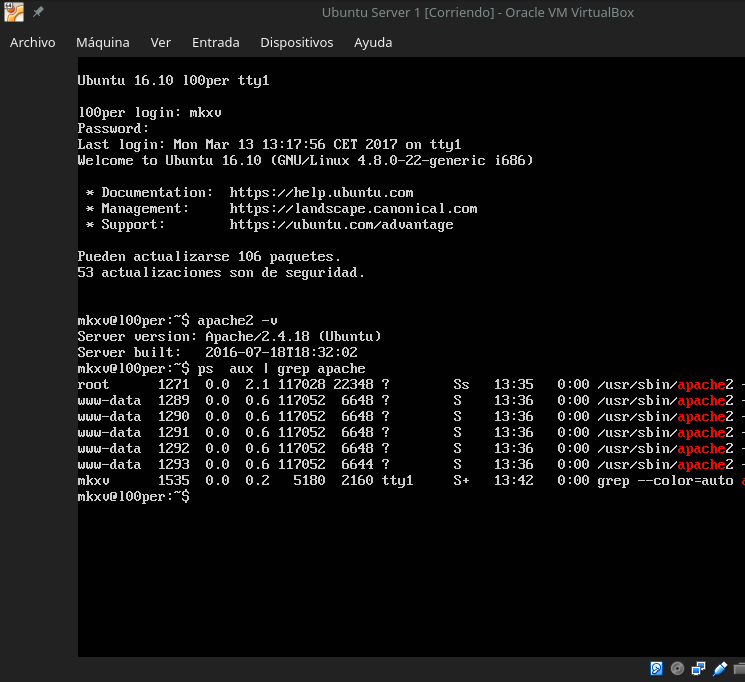 Ubuntu Server 1 [Corriendo] - Oracle VM VirtualBox
Archivo Máquina Ver Entrada Dispositivos Ayuda
Ubuntu 16.10 l00per tty1
l00per login: mkxv
Password:
Last login: Mon Mar 13 13:17:56 CET 2017 on tty1
Welcome to Ubuntu 16.10 (GNU/Linux 4.8.0-22-generic i686)
* Documentation: https://help.ubuntu.com
* Management: https://landscape.canonical.com
* Support: https://ubuntu.com/advantage
Pueden actualizarse 106 paquetes.
53 actualizaciones son de seguridad.
mkxv@l00per:~$ apache2 -v
Server version: Apache/2.4.18 (Ubuntu)
Server built: 2016-07-18T18:32:02
mkxv@l00per:~$ ps aux | grep apache
root 1271 0.0 2.1 117028 22348 ? Ss 13:35 0:00 /usr/sbin/apache2 -
www-data 1289 0.0 0.6 117052 6648 ? S 13:36 0:00 /usr/sbin/apache2 -
www-data 1290 0.0 0.6 117052 6648 ? S 13:36 0:00 /usr/sbin/apache2 -
www-data 1291 0.0 0.6 117052 6648 ? S 13:36 0:00 /usr/sbin/apache2 -
www-data 1292 0.0 0.6 117052 6648 ? S 13:36 0:00 /usr/sbin/apache2 -
www-data 1293 0.0 0.6 117052 6644 ? S 13:36 0:00 /usr/sbin/apache2 -
mkxv 1535 0.0 0.2 5180 2160 tty1 S+ 13:42 0:00 grep --color=auto a
mkxv@l00per:~$